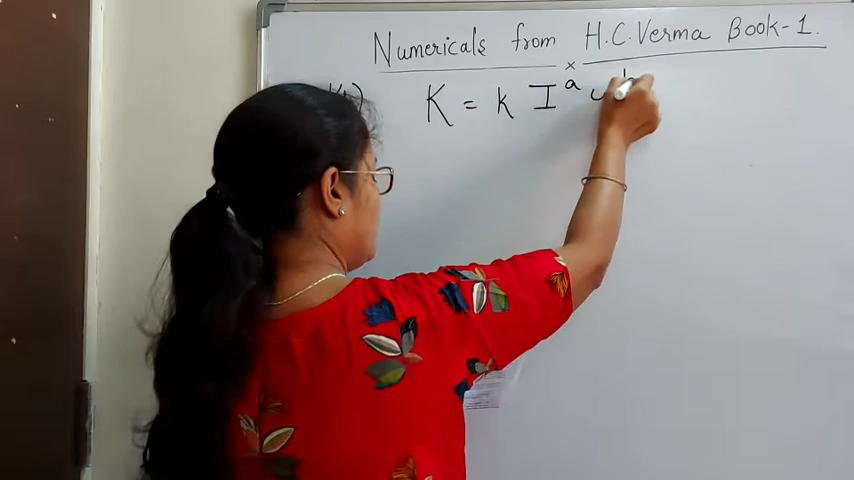 Numericals from H.C.Verma Book-1.
K = k I^a